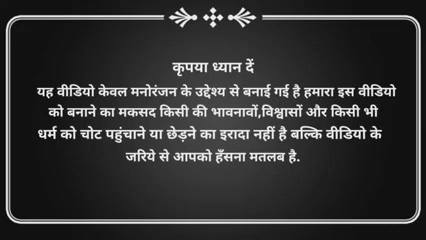 कृपया ध्यान दें
यह वीडियो केवल मनोरंजन के उद्देश्य से बनाई गई है हमारा इस वीडियो
को बनाने का मकसद किसी की भावनावों,विश्वासों और किसी भी
धर्म को चोट पहुंचाने या छेड़ने का इरादा नहीं है बल्कि वीडियो के
जरिये से आपको हँसना मतलब है.